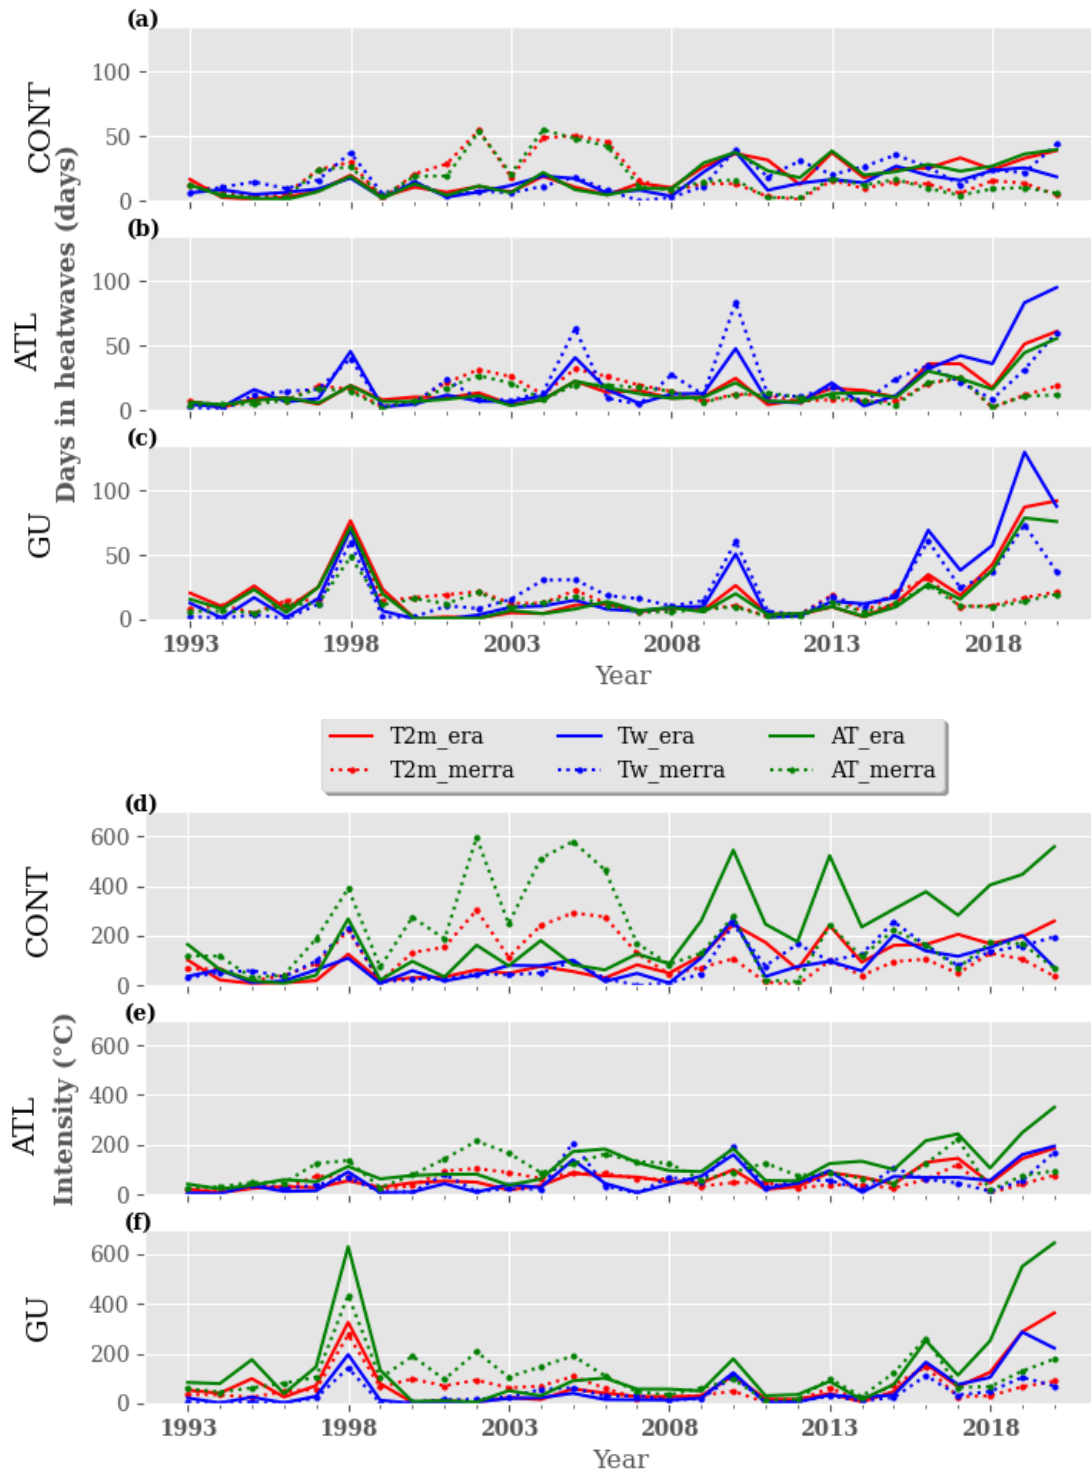 (a)
CONT
100
50
0
(b)
ATL
Days in heatwaves (days)
100
50
0
(c)
GU
100
50
0
1993 1998 2003 2008 2013 2018
Year
T2m_era Tw_era AT_era
T2m_merra Tw_merra AT_merra
(d)
CONT
600
400
200
0
(e)
ATL
Intensity (°C)
600
400
200
0
(f)
GU
600
400
200
0
1993 1998 2003 2008 2013 2018
Year